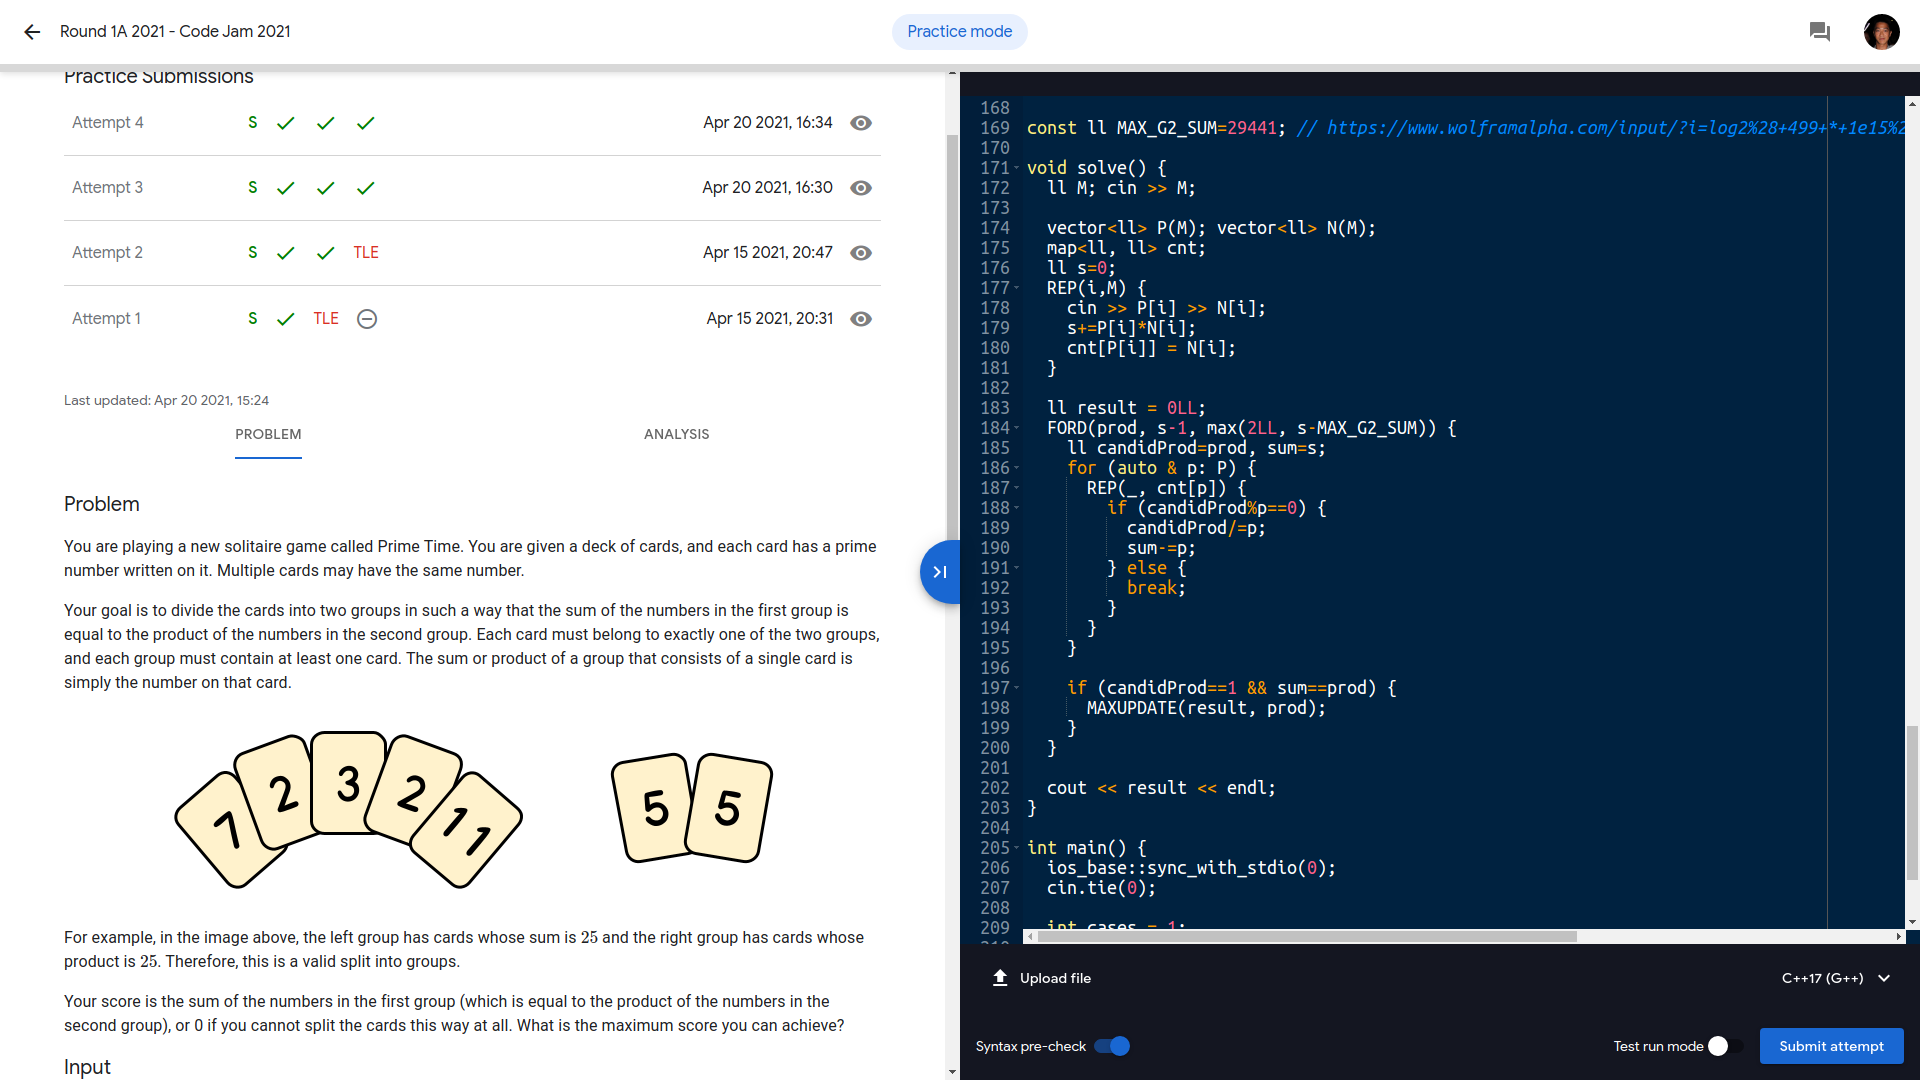 Round 1A 2021 - Code Jam 2021
Practice mode
Practice Submissions
Attempt 4 S Apr 20 2021, 16:34
Attempt 3 S Apr 20 2021, 16:30
Attempt 2 S TLE Apr 15 2021, 20:47
Attempt 1 S TLE Apr 15 2021, 20:31
Last updated: Apr 20 2021, 15:24
PROBLEM ANALYSIS
Problem
You are playing a new solitaire game called Prime Time. You are given a deck of cards, and each card has a prime
number written on it. Multiple cards may have the same number.
Your goal is to divide the cards into two groups in such a way that the sum of the numbers in the first group is
equal to the product of the numbers in the second group. Each card must belong to exactly one of the two groups,
and each group must contain at least one card. The sum or product of a group that consists of a single card is
simply the number on that card.
7 2 3 2 11 5 5
For example, in the image above, the left group has cards whose sum is 25 and the right group has cards whose
product is 25. Therefore, this is a valid split into groups.
Your score is the sum of the numbers in the first group (which is equal to the product of the numbers in the
second group), or 0 if you cannot split the cards this way at all. What is the maximum score you can achieve?
Input
168
169 const ll MAX_G2_SUM=29441; // https://www.wolframalpha.com/input/?i=log2%28+499+*+1e15%2
170
171 void solve() {
172 ll M; cin >> M;
173
174 vector<ll> P(M); vector<ll> N(M);
175 map<ll, ll> cnt;
176 ll s=0;
177 REP(i,M) {
178 cin >> P[i] >> N[i];
179 s+=P[i]*N[i];
180 cnt[P[i]] = N[i];
181 }
182
183 ll result = 0LL;
184 FORD(prod, s-1, max(2LL, s-MAX_G2_SUM)) {
185 ll candidProd=prod, sum=s;
186 for (auto & p: P) {
187 REP(_, cnt[p]) {
188 if (candidProd%p==0) {
189 candidProd/=p;
190 sum-=p;
191 } else {
192 break;
193 }
194 }
195 }
196
197 if (candidProd==1 && sum==prod) {
198 MAXUPDATE(result, prod);
199 }
200 }
201
202 cout << result << endl;
203 }
204
205 int main() {
206 ios_base::sync_with_stdio(0);
207 cin.tie(0);
208
209 int cases = 1;
Upload file
C++17 (G++)
Syntax pre-check
Test run mode
Submit attempt